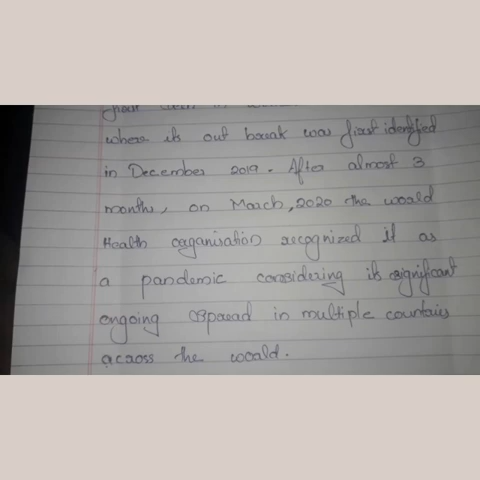 where its out break was first identified
in December 2019. After almost 3
months, on March, 2020 the world
Health organisation recognized it as
a pandemic considering its significant
ongoing spread in multiple countries
across the world.